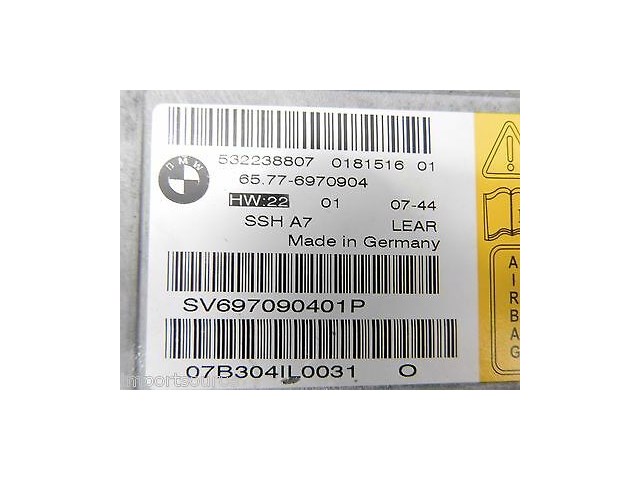 532238807 0181516 01
BMW
65.77-6970904
HW:22 01 07-44
SSH A7 LEAR
Made in Germany
SV697090401P
07B304IL0031 O
AIRBAG